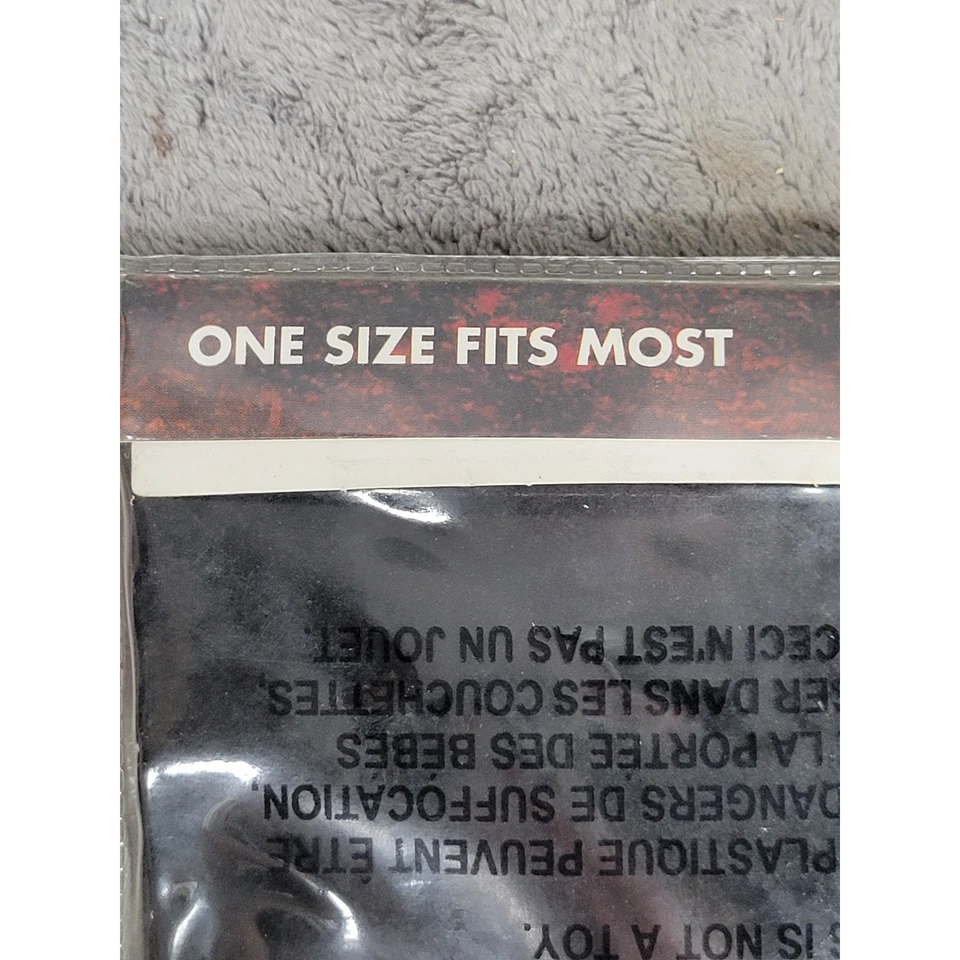 ONE SIZE FITS MOST
S IS NOT A TOY.
PLASTIQUE PEUVENT ÊTRE
DANGERS DE SUFFOCATION,
LA PORTÉE DES BÉBÉS
SER DANS LES COUCHETTES,
CECI N'EST PAS UN JOUET.